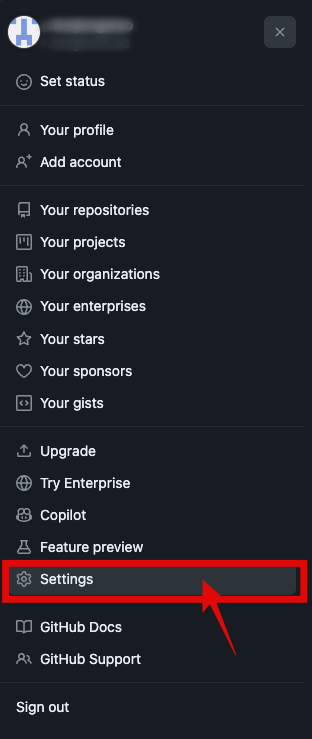 Set status
Your profile
Add account
Your repositories
Your projects
Your organizations
Your enterprises
Your stars
Your sponsors
Your gists
Upgrade
Try Enterprise
Copilot
Feature preview
Settings
GitHub Docs
GitHub Support
Sign out